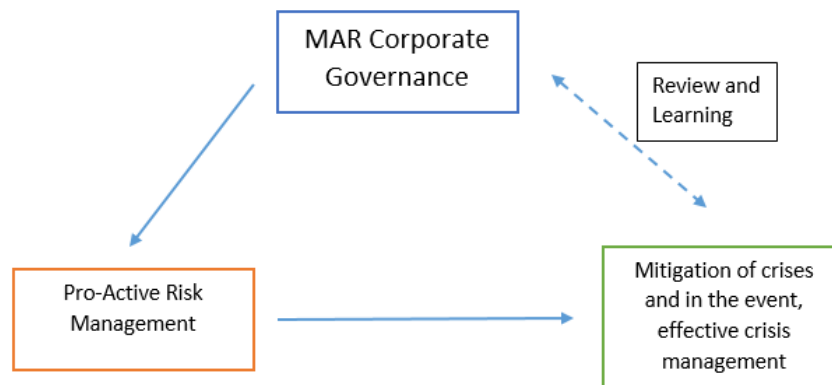 MAR Corporate
Governance
Review and
Learning
Pro-Active Risk
Management
Mitigation of crises
and in the event,
effective crisis
management